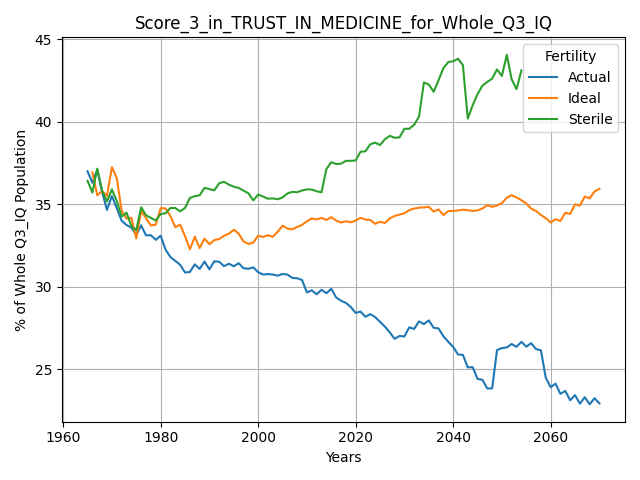 Score_3_in_TRUST_IN_MEDICINE_for_Whole_Q3_IQ
% of Whole Q3_IQ Population
45
40
35
30
25
Fertility
Actual
Ideal
Sterile
1960 1980 2000 2020 2040 2060
Years